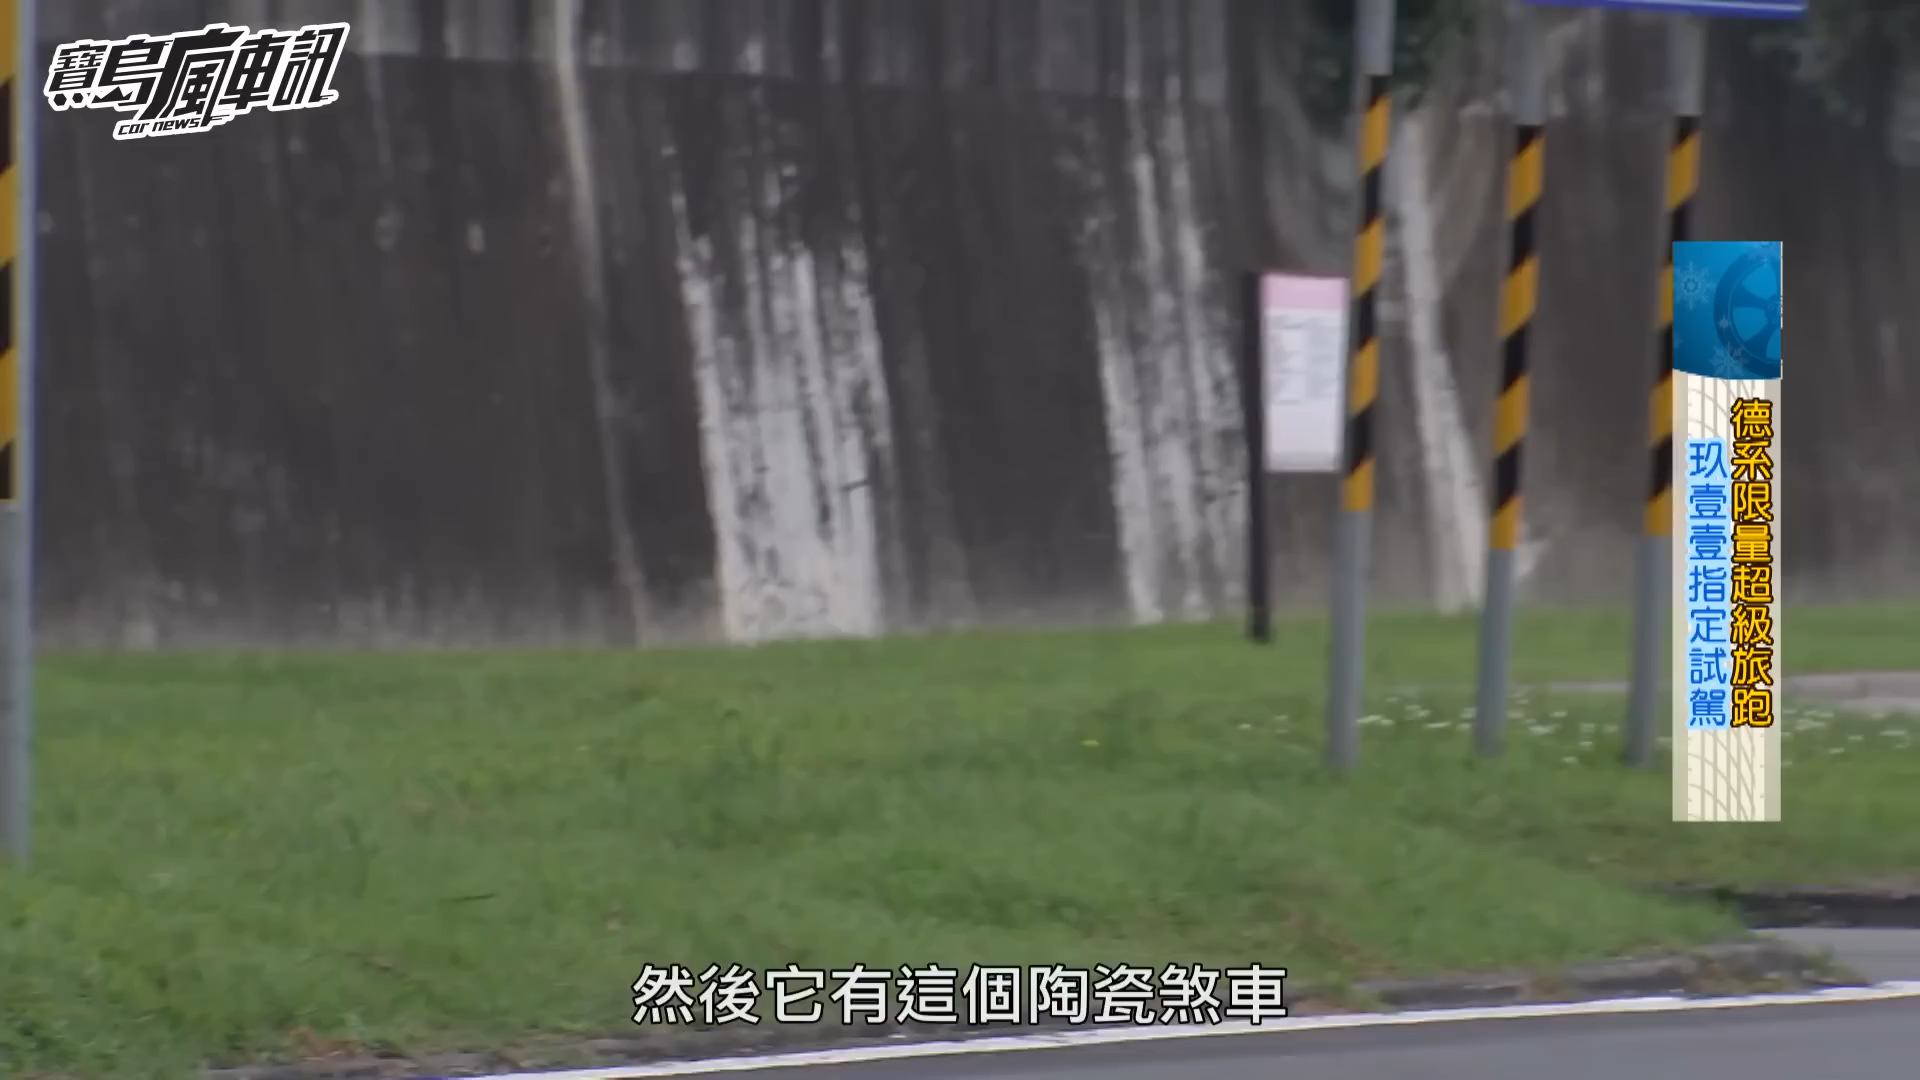 寶島瘋車訊
car news
德系限量超級旅跑
玖壹壹指定試駕
然後它有這個陶瓷煞車